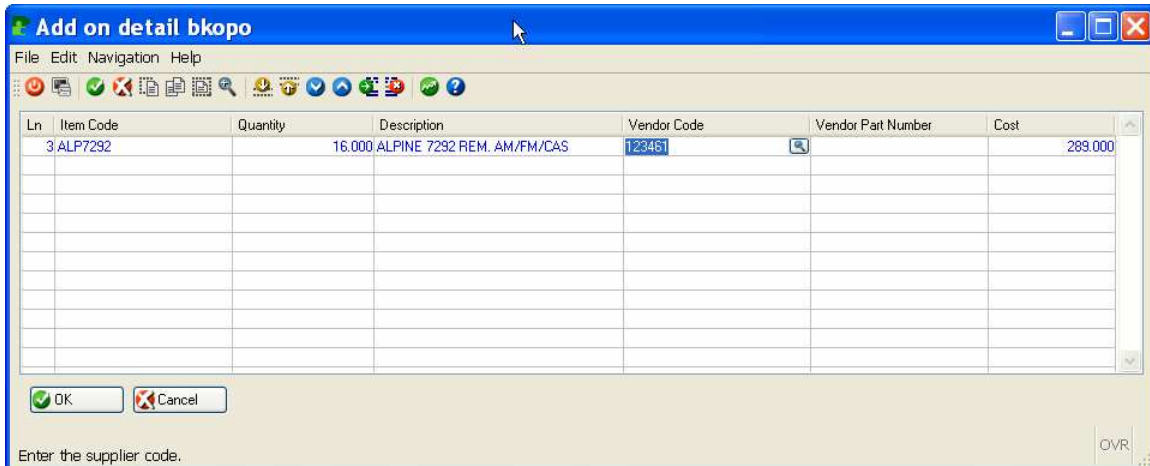 Add on detail bkopo
File Edit Navigation Help
Ln Item Code Quantity Description Vendor Code Vendor Part Number Cost
3 ALP7292 16.000 ALPINE 7292 REM. AM/FM/CAS 123461 289.000
OK Cancel
Enter the supplier code. OVR